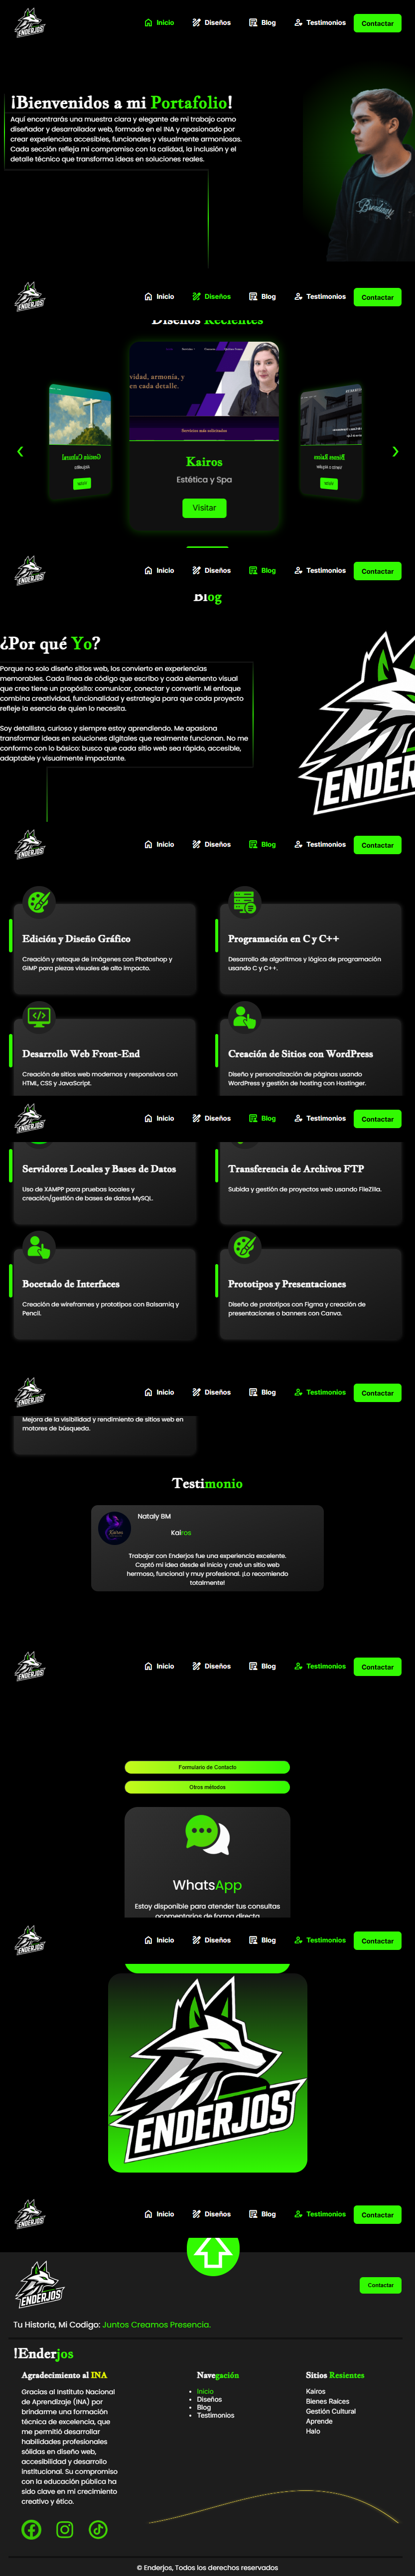 ENDERJOS
Inicio
Diseños
Blog
Testimonios
Contactar
¡Bienvenidos a mi Portafolio!
Aquí encontrarás una muestra clara y elegante de mi trabajo como
diseñador y desarrollador web, formado en el INA y apasionado por
crear experiencias accesibles, funcionales y visualmente armoniosas.
Cada sección refleja mi compromiso con la calidad, la inclusión y el
detalle técnico que transforma ideas en soluciones reales.
ENDERJOS
Inicio
Diseños
Blog
Testimonios
Contactar
Diseños Recientes
vidad, armonía, y
en cada detalle.
Servicios más solicitados
Gestión Cultural
Kairos
Estética y Spa
Visitar
Bienes Raíces
ENDERJOS
Inicio
Diseños
Blog
Testimonios
Contactar
Blog
¿Por qué Yo?
Porque no solo diseño sitios web, los convierto en experiencias
memorables. Cada línea de código que escribo y cada elemento visual
que creo tiene un propósito: comunicar, conectar y convertir. Mi enfoque
combina creatividad, funcionalidad y estrategia para que cada proyecto
refleje la esencia de quien lo necesita.
Soy detallista, curioso y siempre estoy aprendiendo. Me apasiona
transformar ideas en soluciones digitales que realmente funcionan. No me
conformo con lo básico: busco que cada sitio web sea rápido, accesible,
adaptable y visualmente impactante.
ENDERJOS
ENDERJOS
Inicio
Diseños
Blog
Testimonios
Contactar
Edición y Diseño Gráfico
Creación y retoque de imágenes con Photoshop y
GIMP para piezas visuales de alto impacto.
Programación en C y C++
Desarrollo de algoritmos y lógica de programación
usando C y C++.
Desarrollo Web Front-End
Creación de sitios web modernos y responsivos con
HTML, CSS y JavaScript.
Creación de Sitios con WordPress
Diseño y personalización de páginas usando
WordPress y gestión de hosting con Hostinger.
ENDERJOS
Inicio
Diseños
Blog
Testimonios
Contactar
Servidores Locales y Bases de Datos
Uso de XAMPP para pruebas locales y
creación/gestión de bases de datos MySQL.
Transferencia de Archivos FTP
Subida y gestión de proyectos web usando FileZilla.
Bocetado de Interfaces
Creación de wireframes y prototipos con Balsamiq y
Pencil.
Prototipos y Presentaciones
Diseño de prototipos con Figma y creación de
presentaciones o banners con Canva.
ENDERJOS
Inicio
Diseños
Blog
Testimonios
Contactar
Mejora de la visibilidad y rendimiento de sitios web en
motores de búsqueda.
Testimonio
Nataly BM
Kairos
Trabajar con Enderjos fue una experiencia excelente.
Captó mi idea desde el inicio y creó un sitio web
hermoso, funcional y muy profesional. ¡Lo recomiendo
totalmente!
ENDERJOS
Inicio
Diseños
Blog
Testimonios
Contactar
Formulario de Contacto
Otros métodos
WhatsApp
Estoy disponible para atender tus consultas
ocomentarios de forma directa
ENDERJOS
Inicio
Diseños
Blog
Testimonios
Contactar
ENDERJOS
ENDERJOS
Inicio
Diseños
Blog
Testimonios
Contactar
ENDERJOS
Contactar
Tu Historia, Mi Codigo: Juntos Creamos Presencia.
!Enderjos
Agradecimiento al INA
Gracias al Instituto Nacional
de Aprendizaje (INA) por
brindarme una formación
técnica de excelencia, que
me permitió desarrollar
habilidades profesionales
sólidas en diseño web,
accesibilidad y desarrollo
institucional. Su compromiso
con la educación pública ha
sido clave en mi crecimiento
creativo y ético.
Navegación
Inicio
Diseños
Blog
Testimonios
Sitios Resientes
Kairos
Bienes Raíces
Gestión Cultural
Aprende
Halo
© Enderjos, Todos los derechos reservados